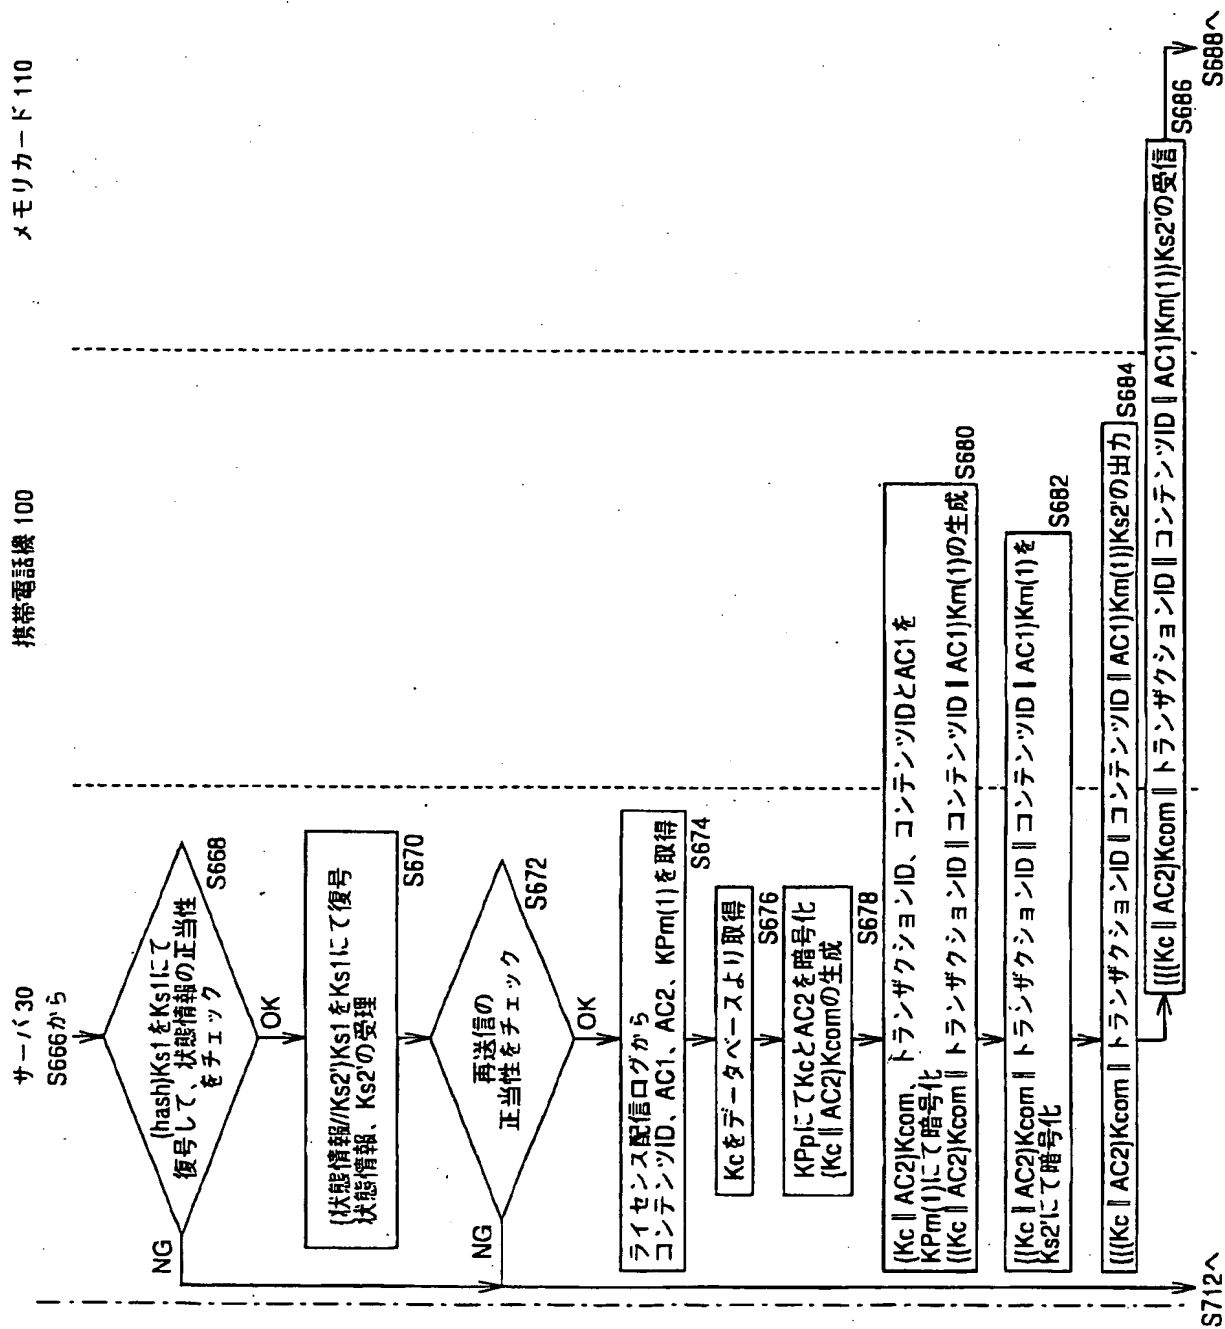 サーバ30
携帯電話機 100
メモリカード 110
S666から
{hash}Ks1をKs1にて
復号して、状態情報の正当性
をチェック
S668
NG
OK
{状態情報//Ks2'}Ks1をKs1にて復号
状態情報、Ks2'の受理
S670
再送信の
正当性をチェック
S672
NG
OK
ライセンス配信ログから
コンテンツID、AC1、AC2、KPm(1)を取得
S674
Kcをデータベースより取得
S676
KPpにてKcとAC2を暗号化
{Kc∥AC2}Kcomの生成
S678
{Kc∥AC2}Kcom、トランザクションID、コンテンツIDとAC1を
KPm(1)にて暗号化
{{Kc∥AC2}Kcom∥トランザクションID∥コンテンツID∥AC1}Km(1)の生成
S680
{{Kc∥AC2}Kcom∥トランザクションID∥コンテンツID∥AC1}Km(1)を
Ks2'にて暗号化
S682
{{{Kc∥AC2}Kcom∥トランザクションID∥コンテンツID∥AC1}Km(1)}Ks2'の出力
S684
{{{Kc∥AC2}Kcom∥トランザクションID∥コンテンツID∥AC1}Km(1)}Ks2'の受信
S686
S712へ
S688へ